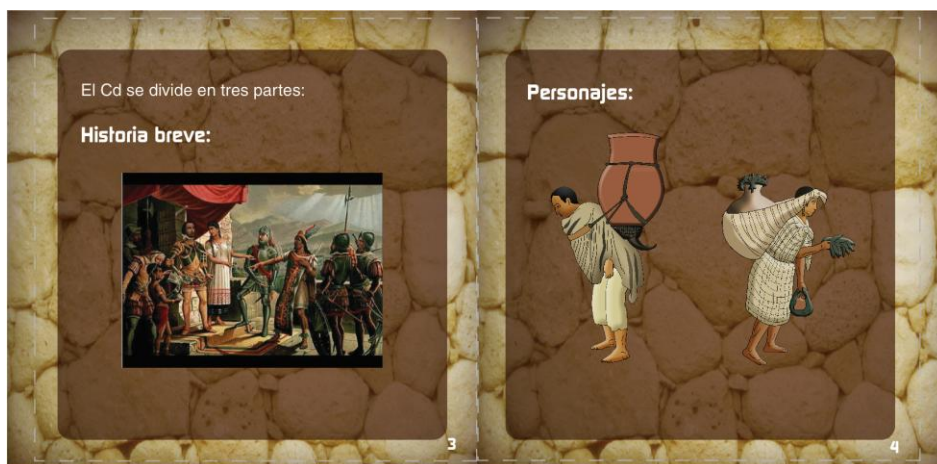 El Cd se divide en tres partes:
Historia breve:
3
Personajes:
4